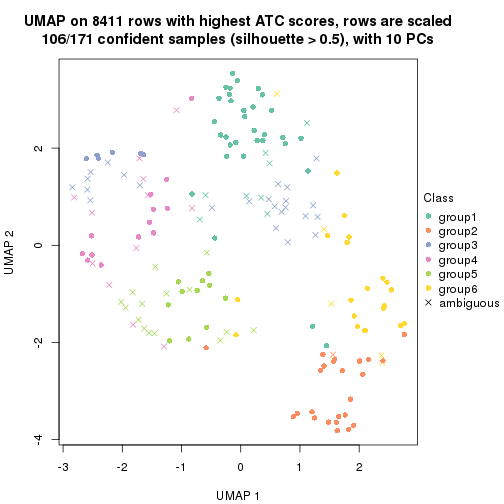 UMAP on 8411 rows with highest ATC scores, rows are scaled
106/171 confident samples (silhouette > 0.5), with 10 PCs
2
0
-2
-4
UMAP 2
-3 -2 -1 0 1 2
UMAP 1
Class
group1
group2
group3
group4
group5
group6
ambiguous